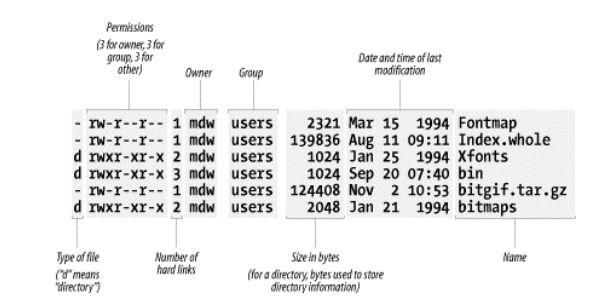 Permissions
(3 for owner, 3 for
group, 3 for
other)
Owner
Group
Date and time of last
modification
- rw-r--r-- 1 mdw users 2321 Mar 15 1994 Fontmap
- rw-r--r-- 1 mdw users 139836 Aug 11 09:11 Index.whole
d rwxr-xr-x 2 mdw users 1024 Jan 25 1994 Xfonts
d rwxr-xr-x 3 mdw users 1024 Sep 20 07:40 bin
- rw-r--r-- 1 mdw users 124408 Nov 2 10:53 bitgif.tar.gz
d rwxr-xr-x 2 mdw users 2048 Jan 21 1994 bitmaps
Type of file
("d" means
"directory")
Number of
hard links
Size in bytes
(for a directory, bytes used to store
directory information)
Name